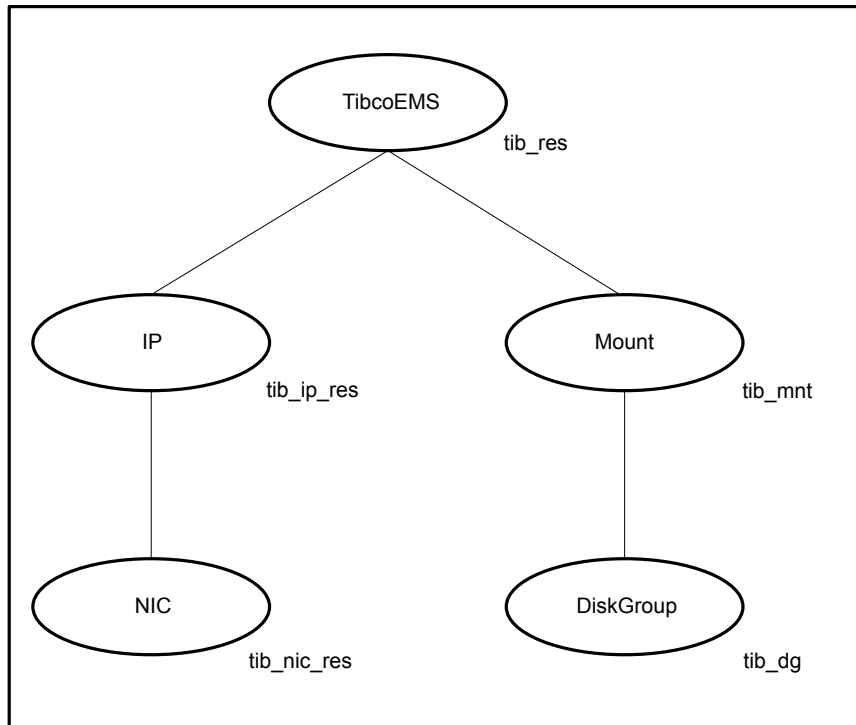 TibcoEMS
tib_res
IP
Mount
tib_ip_res
tib_mnt
NIC
DiskGroup
tib_nic_res
tib_dg